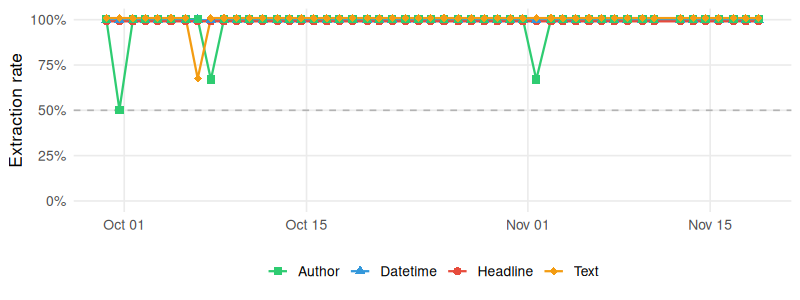 Extraction rate
100%
75%
50%
25%
0%
Oct 01 Oct 15 Nov 01 Nov 15
Author Datetime Headline Text